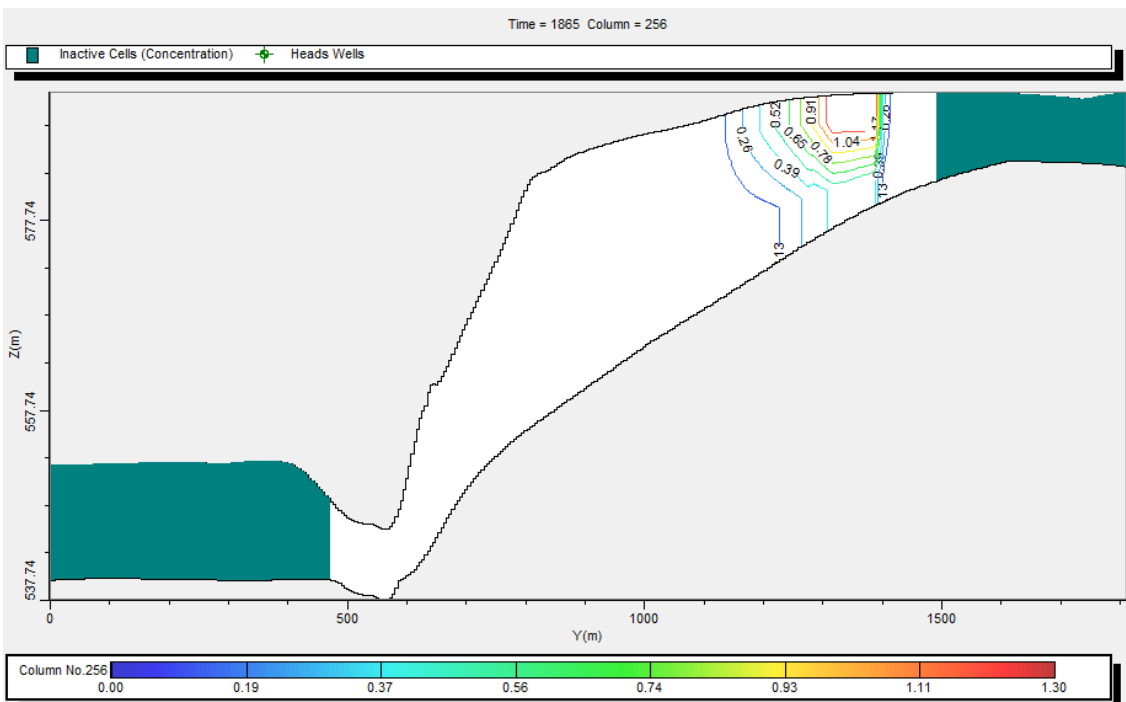 Time = 1865 Column = 256
Inactive Cells (Concentration) Heads Wells
0.26
0.39
0.52
0.65
0.78
0.91
1.04
0.26
0.39
13
13
Z(m)
577.74
557.74
537.74
0 500 1000 1500
Y(m)
Column No.256
0.00 0.19 0.37 0.56 0.74 0.93 1.11 1.30